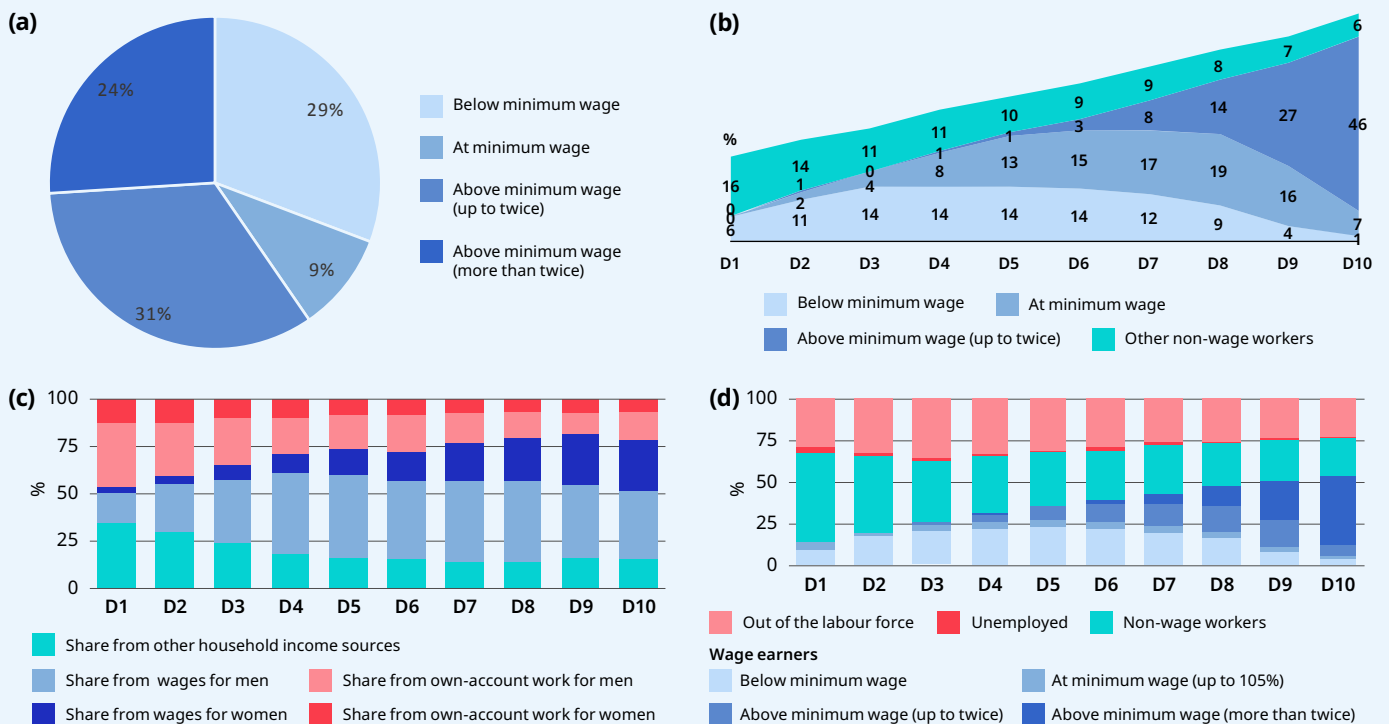 (a)
24%
29%
9%
31%
Below minimum wage
At minimum wage
Above minimum wage
(up to twice)
Above minimum wage
(more than twice)
(b)
%
16
0
0
6
14
1
2
11
11
0
4
14
11
1
8
14
10
1
13
14
9
3
15
14
9
8
17
12
8
14
19
9
7
27
16
4
6
46
7
1
D1 D2 D3 D4 D5 D6 D7 D8 D9 D10
Below minimum wage At minimum wage
Above minimum wage (up to twice) Other non-wage workers
(c)
%
100
75
50
25
0
D1 D2 D3 D4 D5 D6 D7 D8 D9 D10
Share from other household income sources
Share from wages for men Share from own-account work for men
Share from wages for women Share from own-account work for women
(d)
%
100
75
50
25
0
D1 D2 D3 D4 D5 D6 D7 D8 D9 D10
Out of the labour force Unemployed Non-wage workers
Wage earners
Below minimum wage At minimum wage (up to 105%)
Above minimum wage (up to twice) Above minimum wage (more than twice)